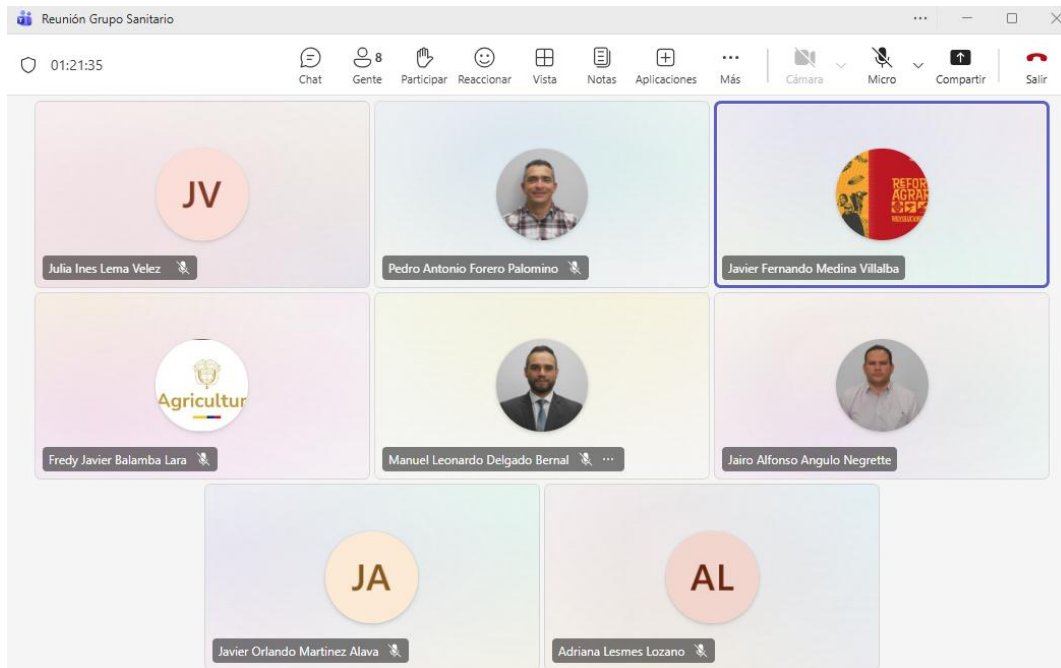 Reunión Grupo Sanitario
01:21:35
8
Chat Gente Participar Reaccionar Vista Notas Aplicaciones Más Cámara Micro Compartir Salir
JV
REFOR
AGRAR
Julia Ines Lema Velez
Pedro Antonio Forero Palomino
Javier Fernando Medina Villalba
Agricultur
Fredy Javier Balamba Lara
Manuel Leonardo Delgado Bernal
Jairo Alfonso Angulo Negrette
JA
AL
Javier Orlando Martinez Alava
Adriana Lesmes Lozano